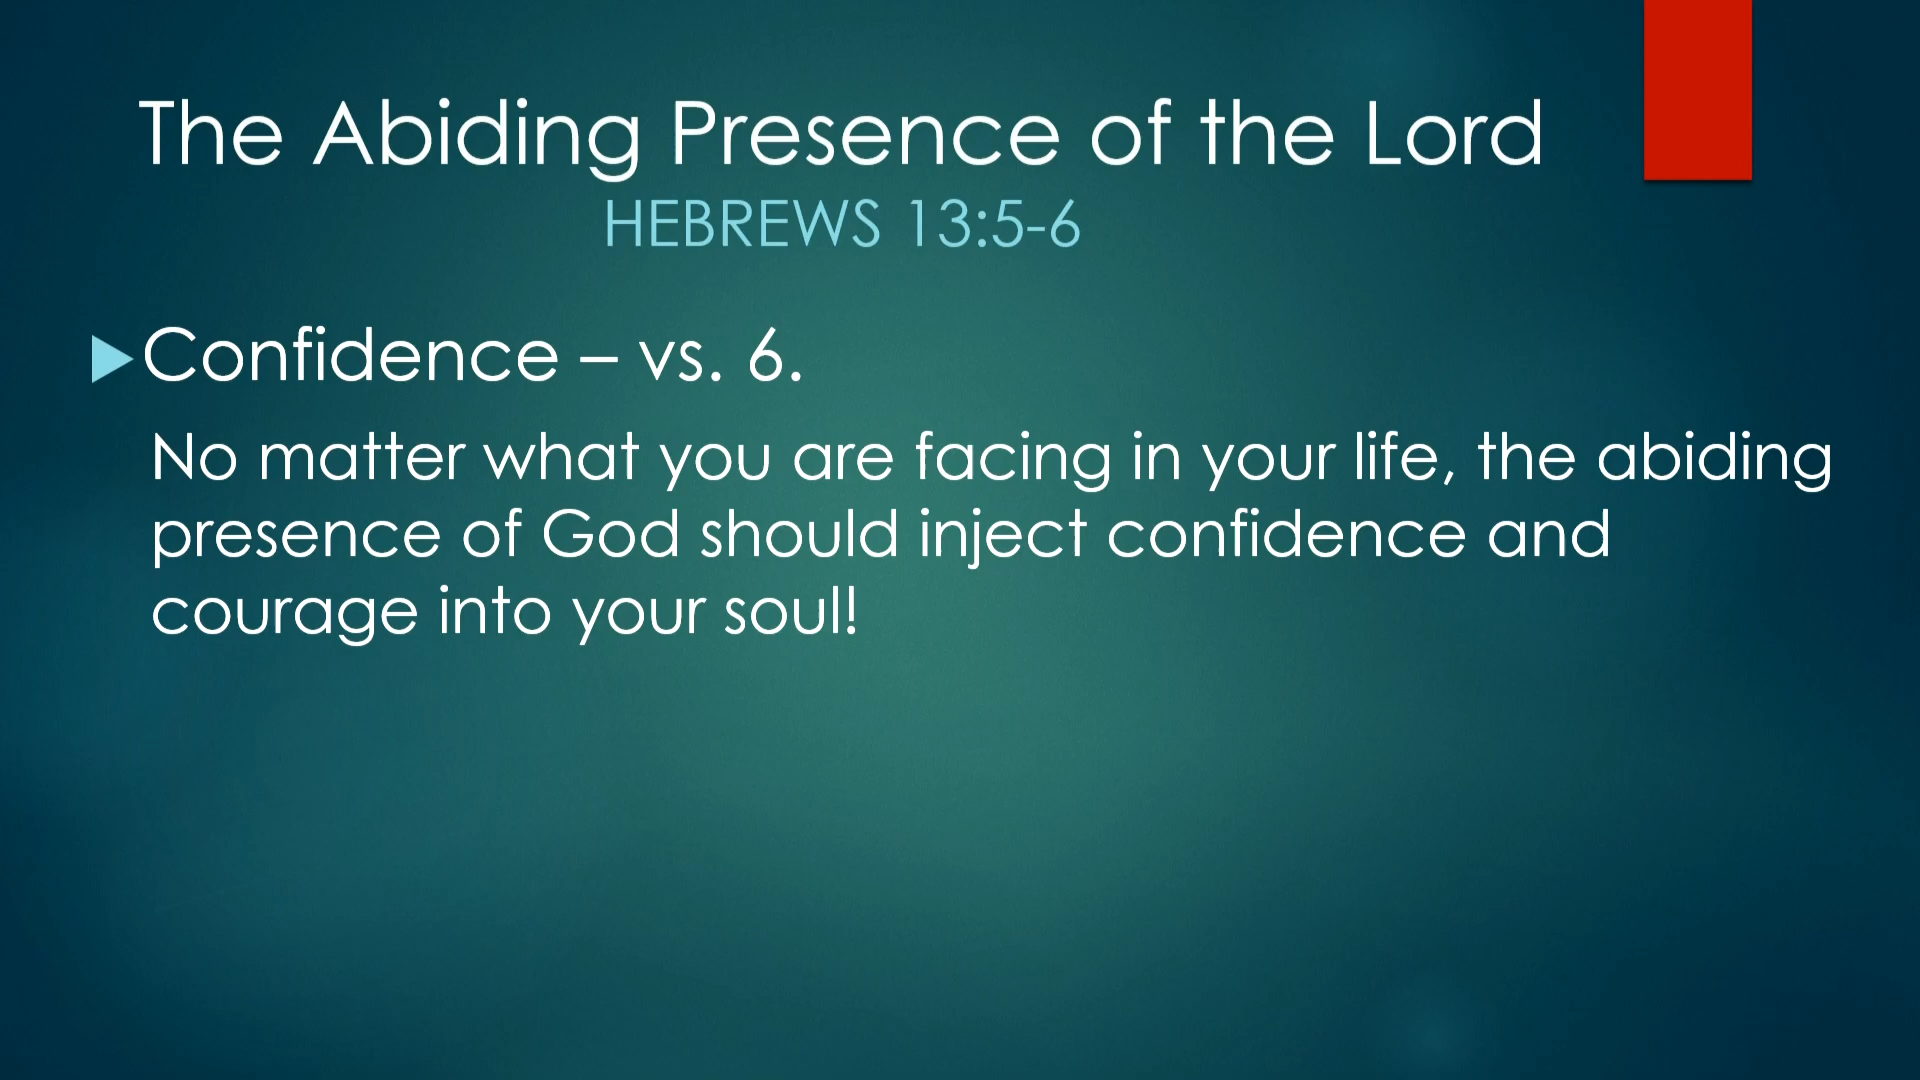 The Abiding Presence of the Lord
HEBREWS 13:5-6
Confidence – vs. 6.
No matter what you are facing in your life, the abiding
presence of God should inject confidence and
courage into your soul!